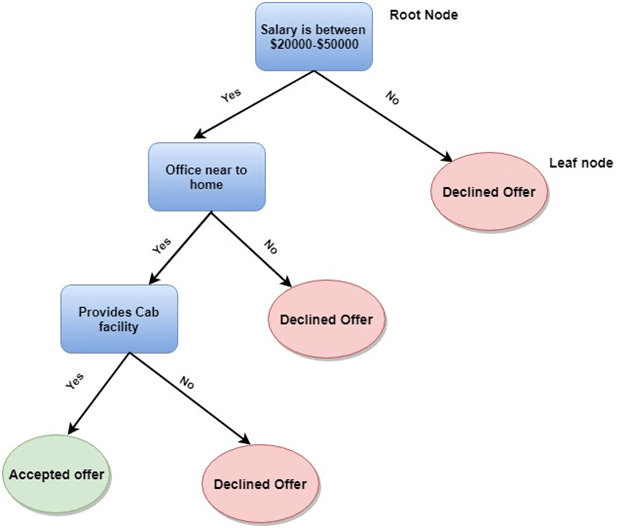 Root Node
Salary is between
$20000-$50000
Yes
No
Office near to
home
Leaf node
Declined Offer
Yes
No
Provides Cab
facility
Declined Offer
Yes
No
Accepted offer
Declined Offer